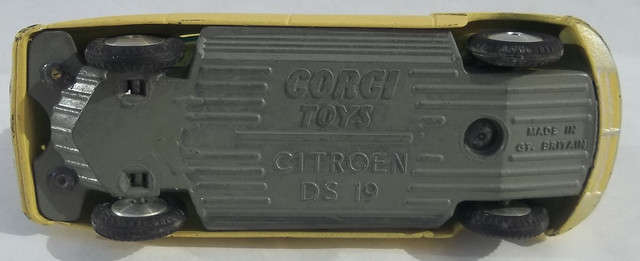 CORGI
TOYS
CITROEN
DS 19
MADE IN
GT. BRITAIN